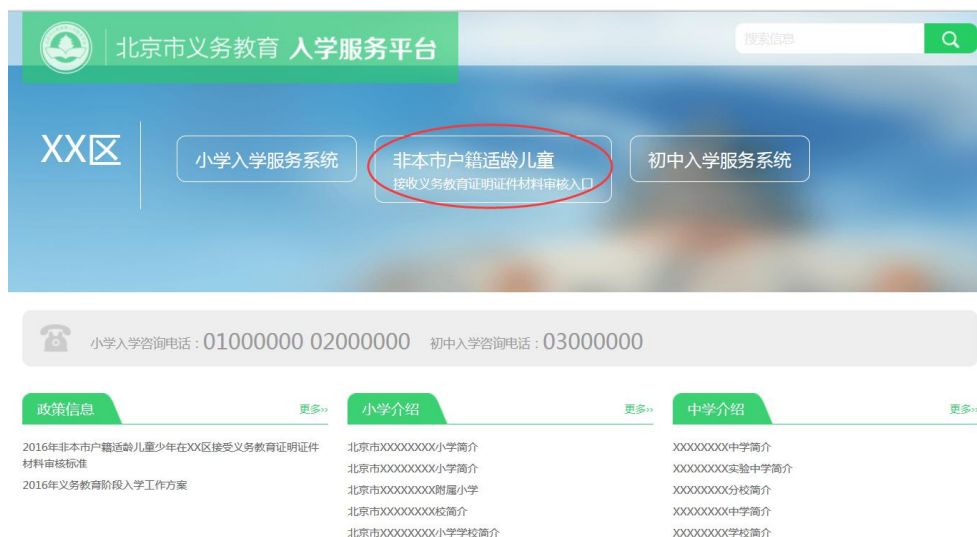 北京市义务教育 入学服务平台
搜索信息
XX区
小学入学服务系统
非本市户籍适龄儿童
接收义务教育证明证件材料审核入口
初中入学服务系统
小学入学咨询电话：01000000 02000000 初中入学咨询电话：03000000
政策信息 更多››
2016年非本市户籍适龄儿童少年在XX区接受义务教育证明证件
材料审核标准
2016年义务教育阶段入学工作方案
小学介绍 更多››
北京市XXXXXXXX小学简介
北京市XXXXXXXX小学简介
北京市XXXXXXXX附属小学
北京市XXXXXXXX校简介
北京市XXXXXXXX小学学校简介
中学介绍 更多››
XXXXXXXX中学简介
XXXXXXXX实验中学简介
XXXXXXXX分校简介
XXXXXXXX中学简介
XXXXXXXX学校简介